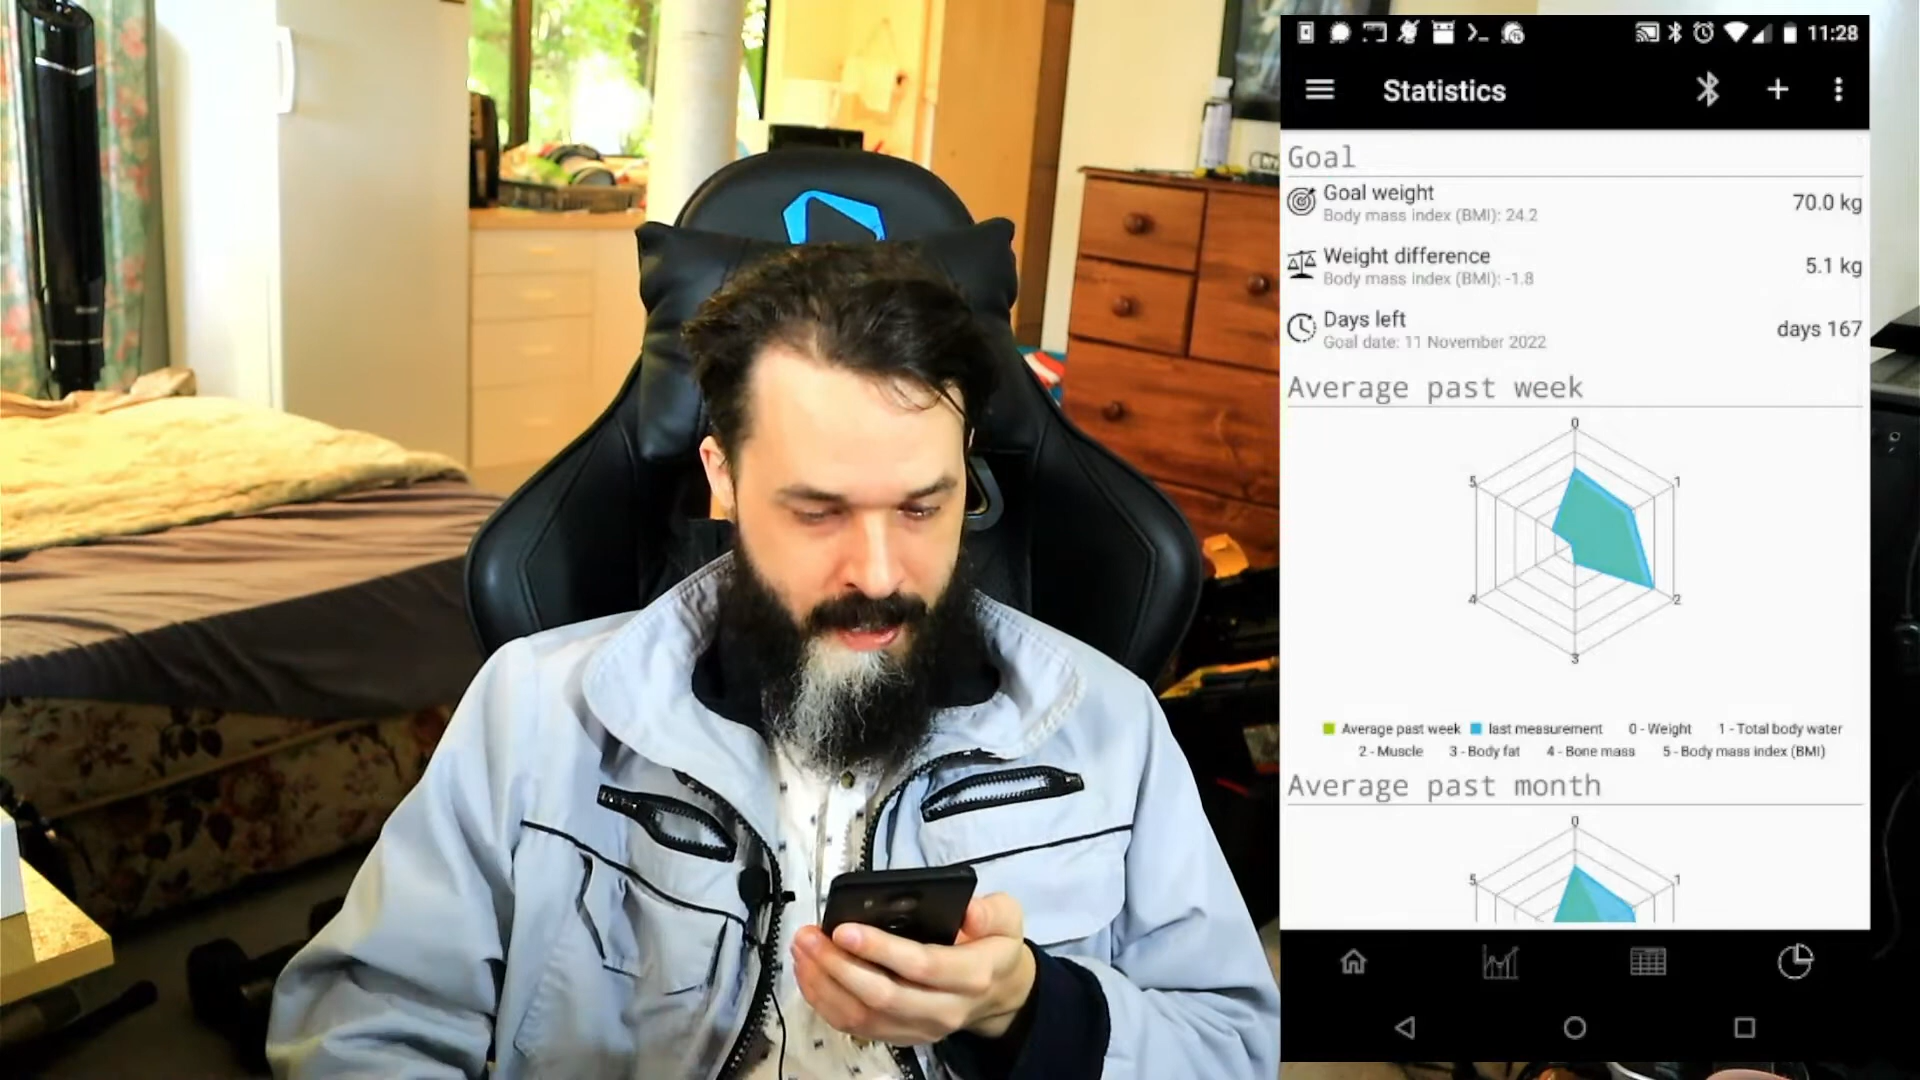 11:28
Statistics
Goal
Goal weight
70.0 kg
Body mass index (BMI): 24.2
Weight difference
5.1 kg
Body mass index (BMI): -1.8
Days left
days 167
Goal date: 11 November 2022
Average past week
0
5
1
4
2
3
Average past week last measurement 0 - Weight 1 - Total body water
2 - Muscle 3 - Body fat 4 - Bone mass 5 - Body mass index (BMI)
Average past month
0
5
1